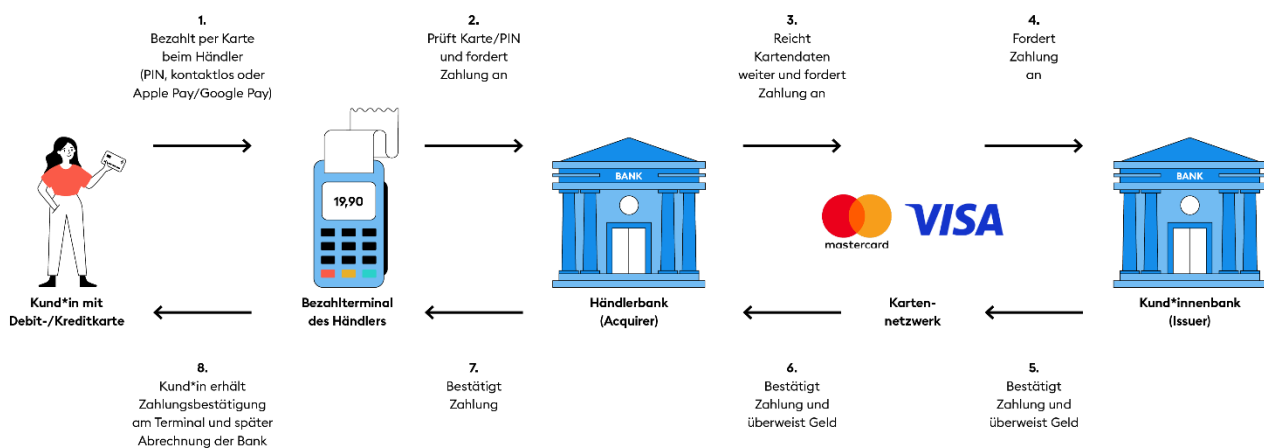 1.
Bezahlt per Karte
beim Händler
(PIN, kontaktlos oder
Apple Pay/Google Pay)
2.
Prüft Karte/PIN
und fordert
Zahlung an
3.
Reicht
Kartendaten
weiter und fordert
Zahlung an
4.
Fordert
Zahlung
an
19,90
BANK
mastercard
VISA
BANK
Kund*in mit
Debit-/Kreditkarte
Bezahlterminal
des Händlers
Händlerbank
(Acquirer)
Karten-
netzwerk
Kund*innenbank
(Issuer)
8.
Kund*in erhält
Zahlungsbestätigung
am Terminal und später
Abrechnung der Bank
7.
Bestätigt
Zahlung
6.
Bestätigt
Zahlung und
überweist Geld
5.
Bestätigt
Zahlung und
überweist Geld